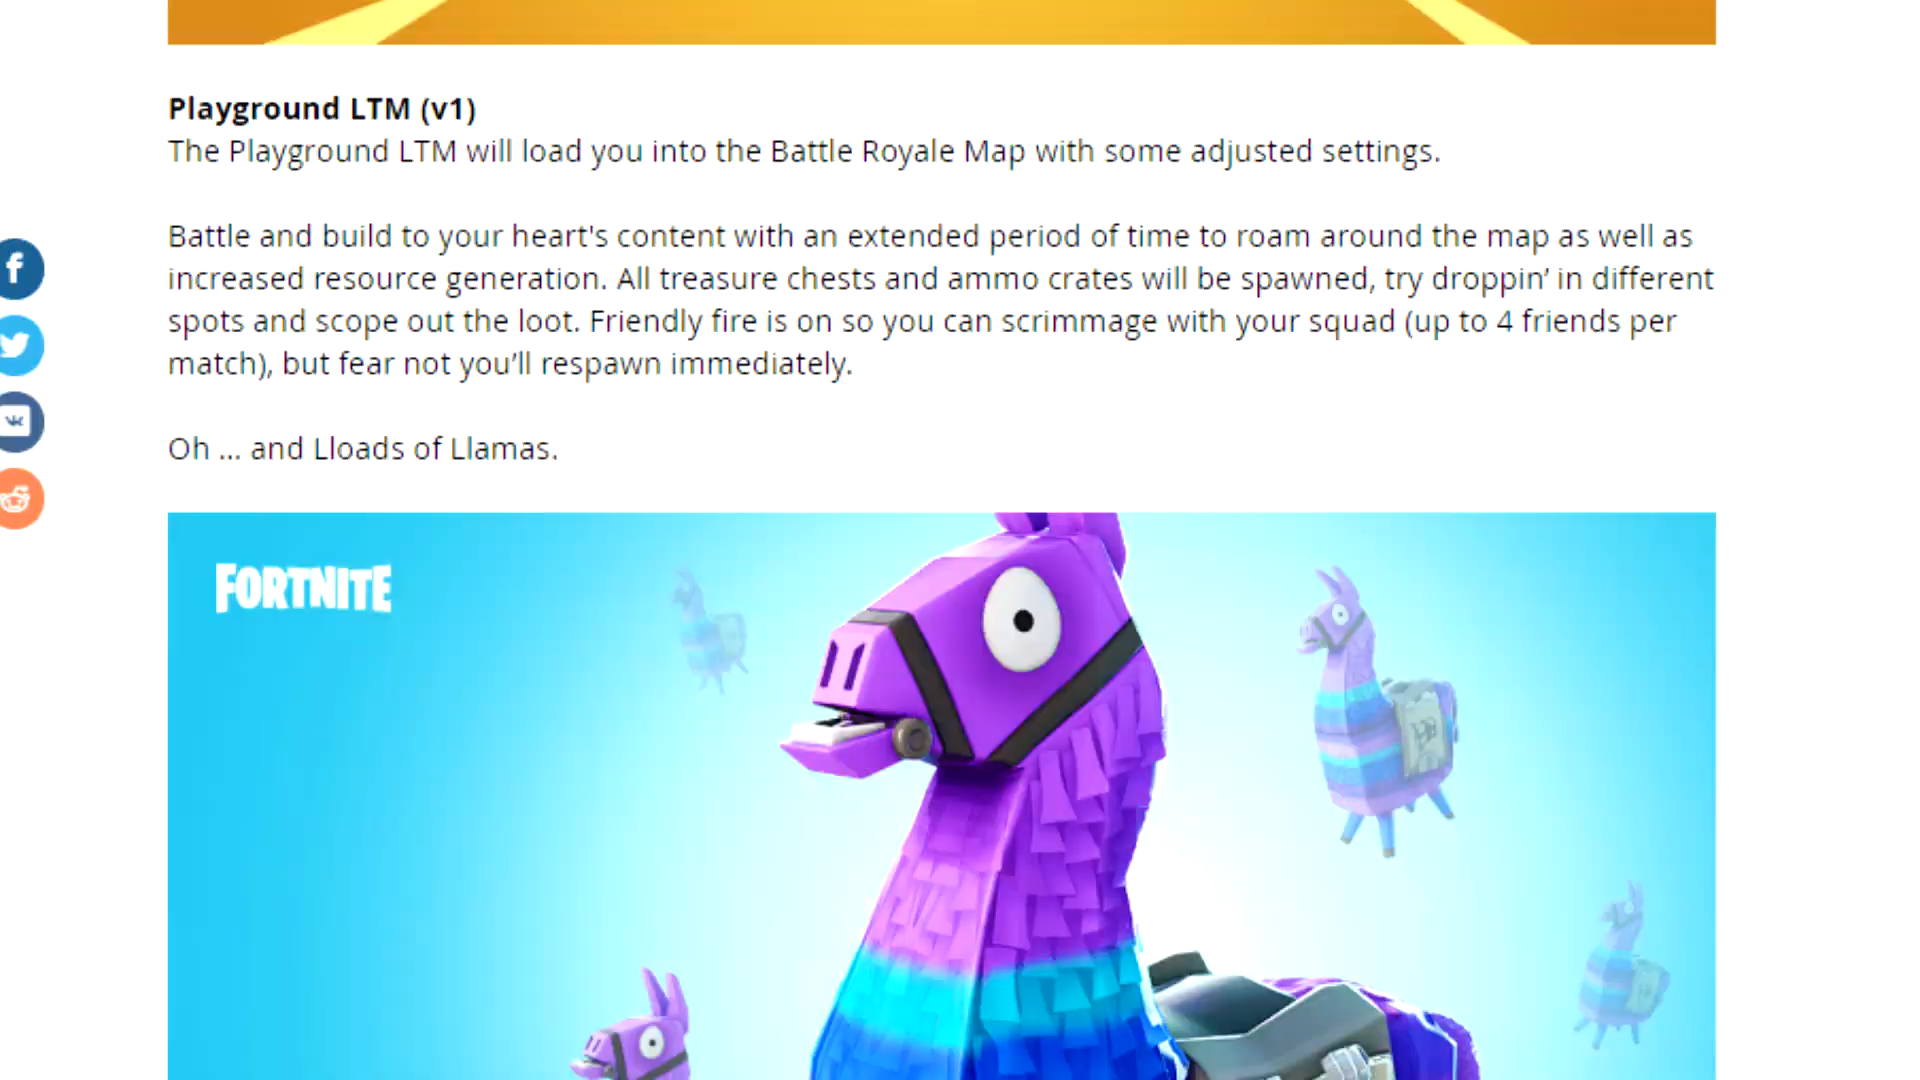 Playground LTM (v1)
The Playground LTM will load you into the Battle Royale Map with some adjusted settings.
Battle and build to your heart's content with an extended period of time to roam around the map as well as
increased resource generation. All treasure chests and ammo crates will be spawned, try droppin’ in different
spots and scope out the loot. Friendly fire is on so you can scrimmage with your squad (up to 4 friends per
match), but fear not you’ll respawn immediately.
Oh ... and Lloads of Llamas.
FORTNITE